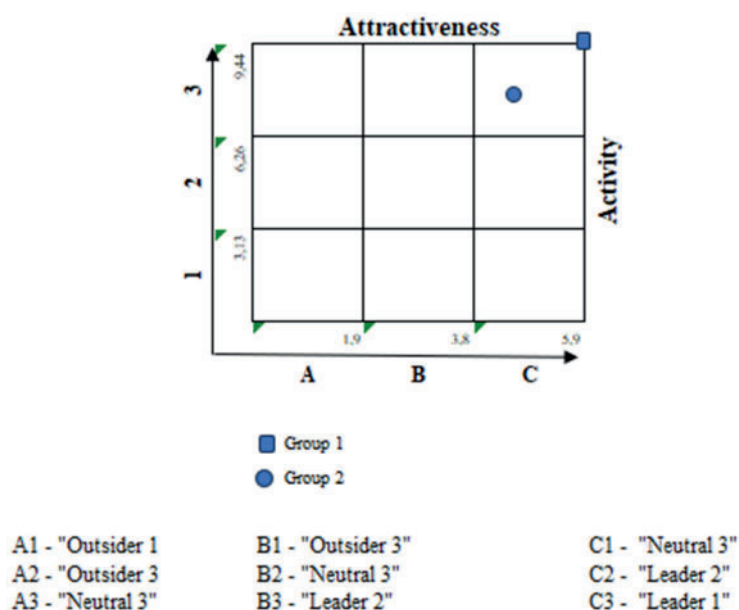 Attractiveness
3
9,44
2
6,26
1
3,13
Activity
1,9 3,8 5,9
A B C
Group 1
Group 2
A1 - "Outsider 1 B1 - "Outsider 3" C1 - "Neutral 3"
A2 - "Outsider 3 B2 - "Neutral 3" C2 - "Leader 2"
A3 - "Neutral 3" B3 - "Leader 2" C3 - "Leader 1"